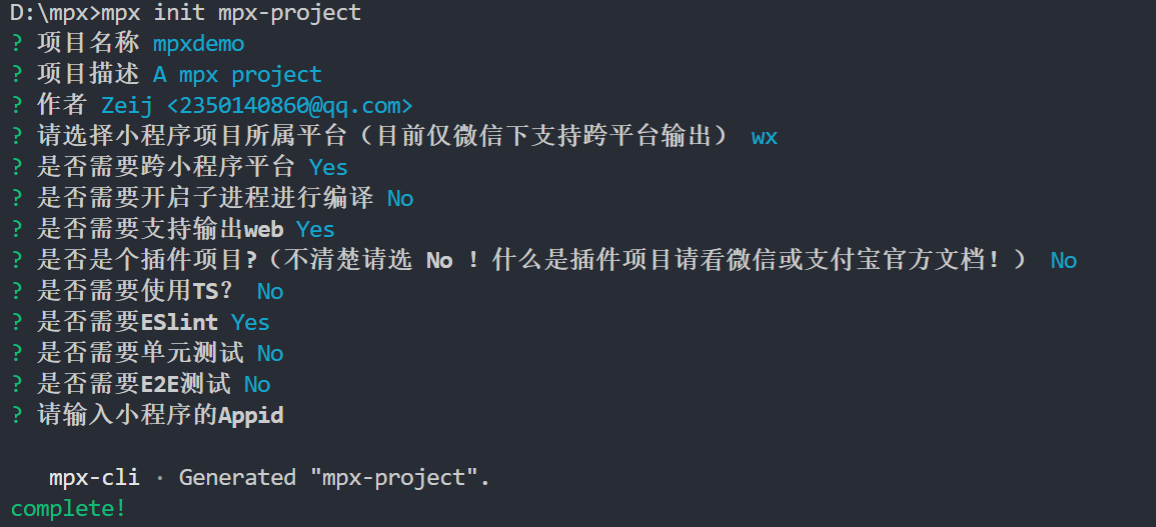 D:\mpx>mpx init mpx-project
? 项目名称 mpxdemo
? 项目描述 A mpx project
? 作者 Zeij <2350140860@qq.com>
? 请选择小程序项目所属平台（目前仅微信下支持跨平台输出） wx
? 是否需要跨小程序平台 Yes
? 是否需要开启子进程进行编译 No
? 是否需要支持输出web Yes
? 是否是个插件项目?（不清楚请选 No ！什么是插件项目请看微信或支付宝官方文档！） No
? 是否需要使用TS？ No
? 是否需要ESlint Yes
? 是否需要单元测试 No
? 是否需要E2E测试 No
? 请输入小程序的Appid
mpx-cli · Generated "mpx-project".
complete!